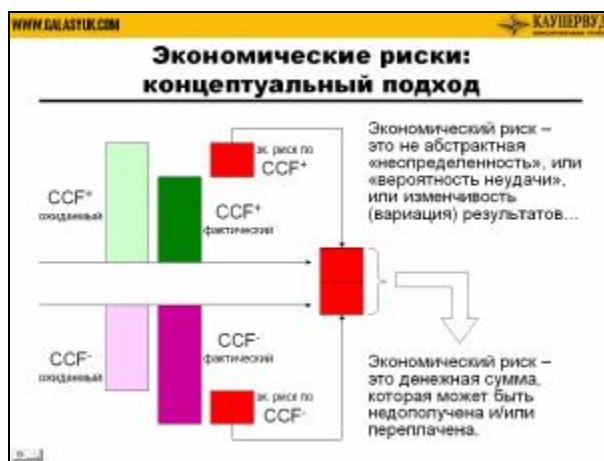 WWW.GALASYUK.COM
КАУПЕРВУД
Экономические риски:
концептуальный подход
эк. риск по
CCF⁺
CCF⁺
ожидаемый
CCF⁺
фактический
Экономический риск –
это не абстрактная
«неопределенность», или
«вероятность неудачи»,
или изменчивость
(вариация) результатов...
CCF⁻
ожидаемый
CCF⁻
фактический
эк. риск по
CCF⁻
Экономический риск –
это денежная сумма,
которая может быть
недополучена и/или
переплачена.